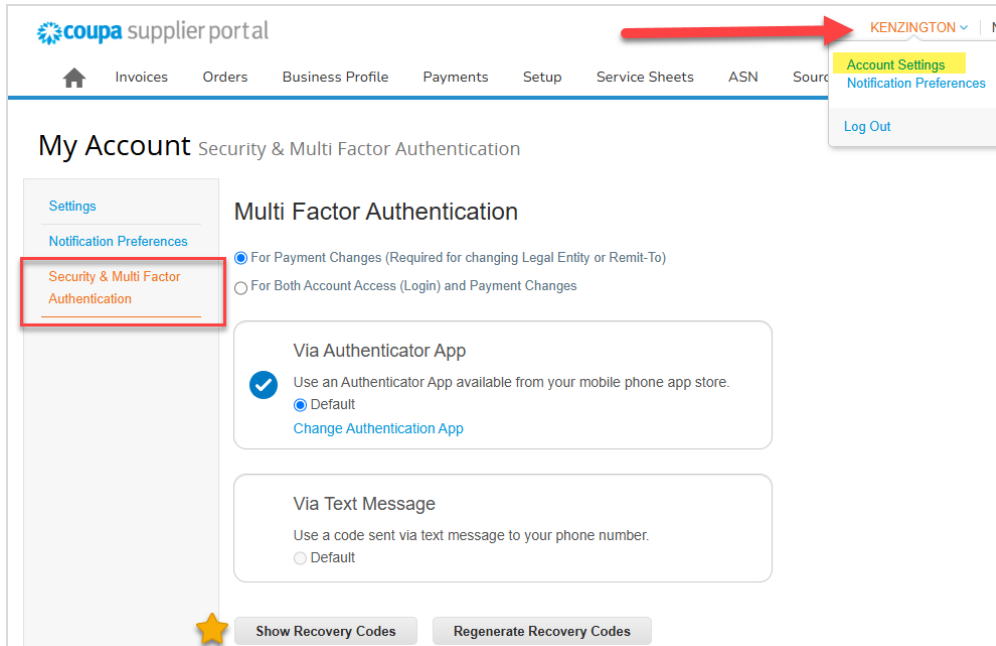 coupa supplier portal
KENZINGTON
N
Invoices Orders Business Profile Payments Setup Service Sheets ASN Sourc
Account Settings
Notification Preferences
Log Out
My Account Security & Multi Factor Authentication
Settings
Notification Preferences
Security & Multi Factor
Authentication
Multi Factor Authentication
For Payment Changes (Required for changing Legal Entity or Remit-To)
For Both Account Access (Login) and Payment Changes
Via Authenticator App
Use an Authenticator App available from your mobile phone app store.
Default
Change Authentication App
Via Text Message
Use a code sent via text message to your phone number.
Default
Show Recovery Codes
Regenerate Recovery Codes